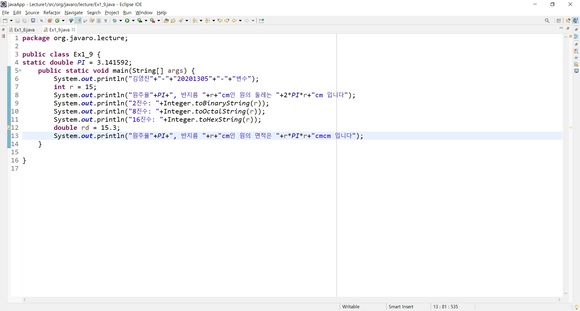 javaApp - Lecture1/src/org/javaro/lecture/Ex1_9.java - Eclipse IDE
File Edit Source Refactor Navigate Search Project Run Window Help
Ex1_8.java Ex1_9.java
1 package org.javaro.lecture;
2
3 public class Ex1_9 {
4 static double PI = 3.141592;
5 public static void main(String[] args) {
6 System.out.println("김영진"+"-"+"20201305"+"-"+"변수");
7 int r = 15;
8 System.out.println("원주율"+PI+", 반지름 "+r+"cm인 원의 둘레는 "+2*PI*r+"cm 입니다");
9 System.out.println("2진수: "+Integer.toBinaryString(r));
10 System.out.println("8진수: "+Integer.toOctalString(r));
11 System.out.println("16진수: "+Integer.toHexString(r));
12 double rd = 15.3;
13 System.out.println("원주율"+PI+", 반지름 "+r+"cm인 원의 면적은 "+r*PI*r+"cmcm 입니다");
14 }
15
16 }
17
Writable Smart Insert 13 : 81 : 535